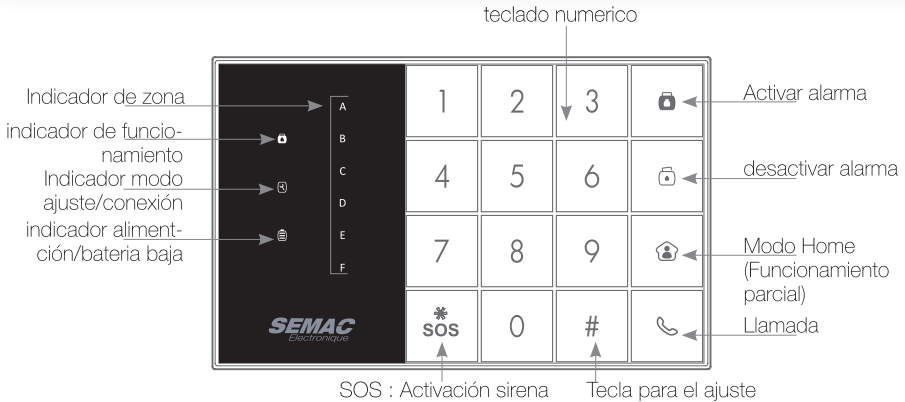 teclado numerico
Indicador de zona
indicador de funcio-
namiento
Indicador modo
ajuste/conexión
indicador aliment-
ción/bateria baja
A
B
C
D
E
F
SEMAC
Electronique
1 2 3
4 5 6
7 8 9
* SOS 0 #
Activar alarma
desactivar alarma
Modo Home
(Funcionamiento
parcial)
Llamada
SOS : Activación sirena
Tecla para el ajuste